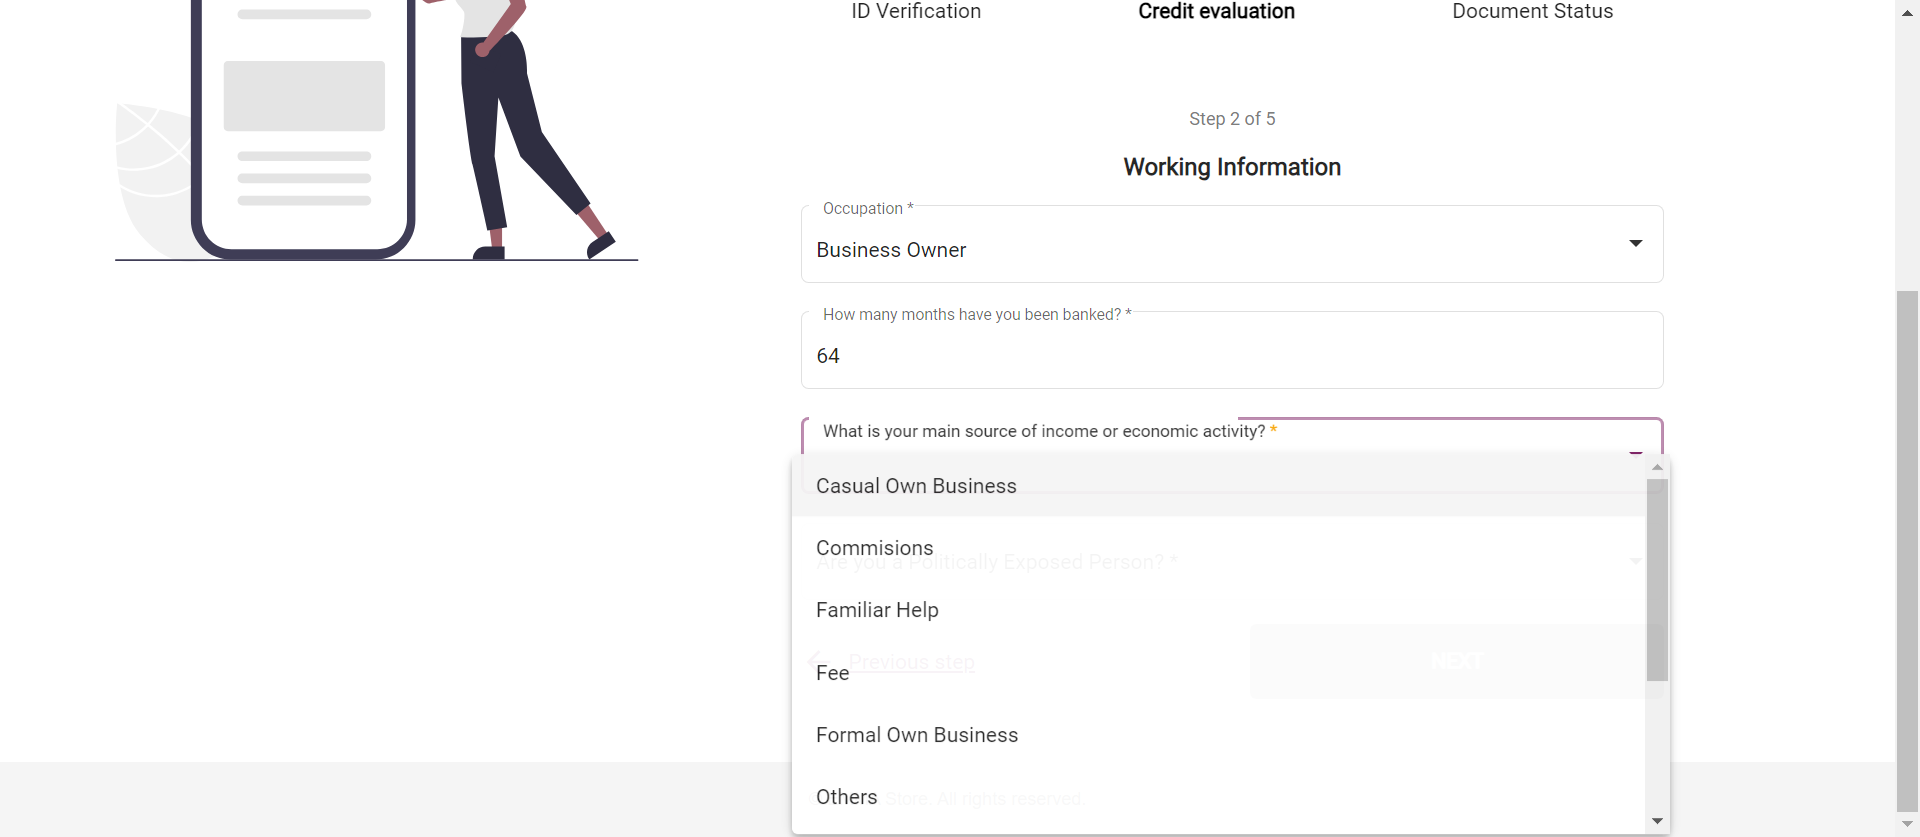 ID Verification
Credit evaluation
Document Status
Step 2 of 5
Working Information
Occupation *
Business Owner
How many months have you been banked? *
64
What is your main source of income or economic activity? *
Casual Own Business
Commisions
Are you a Politically Exposed Person? *
Familiar Help
Previous step
NEXT
Fee
Formal Own Business
Others
Store. All rights reserved.